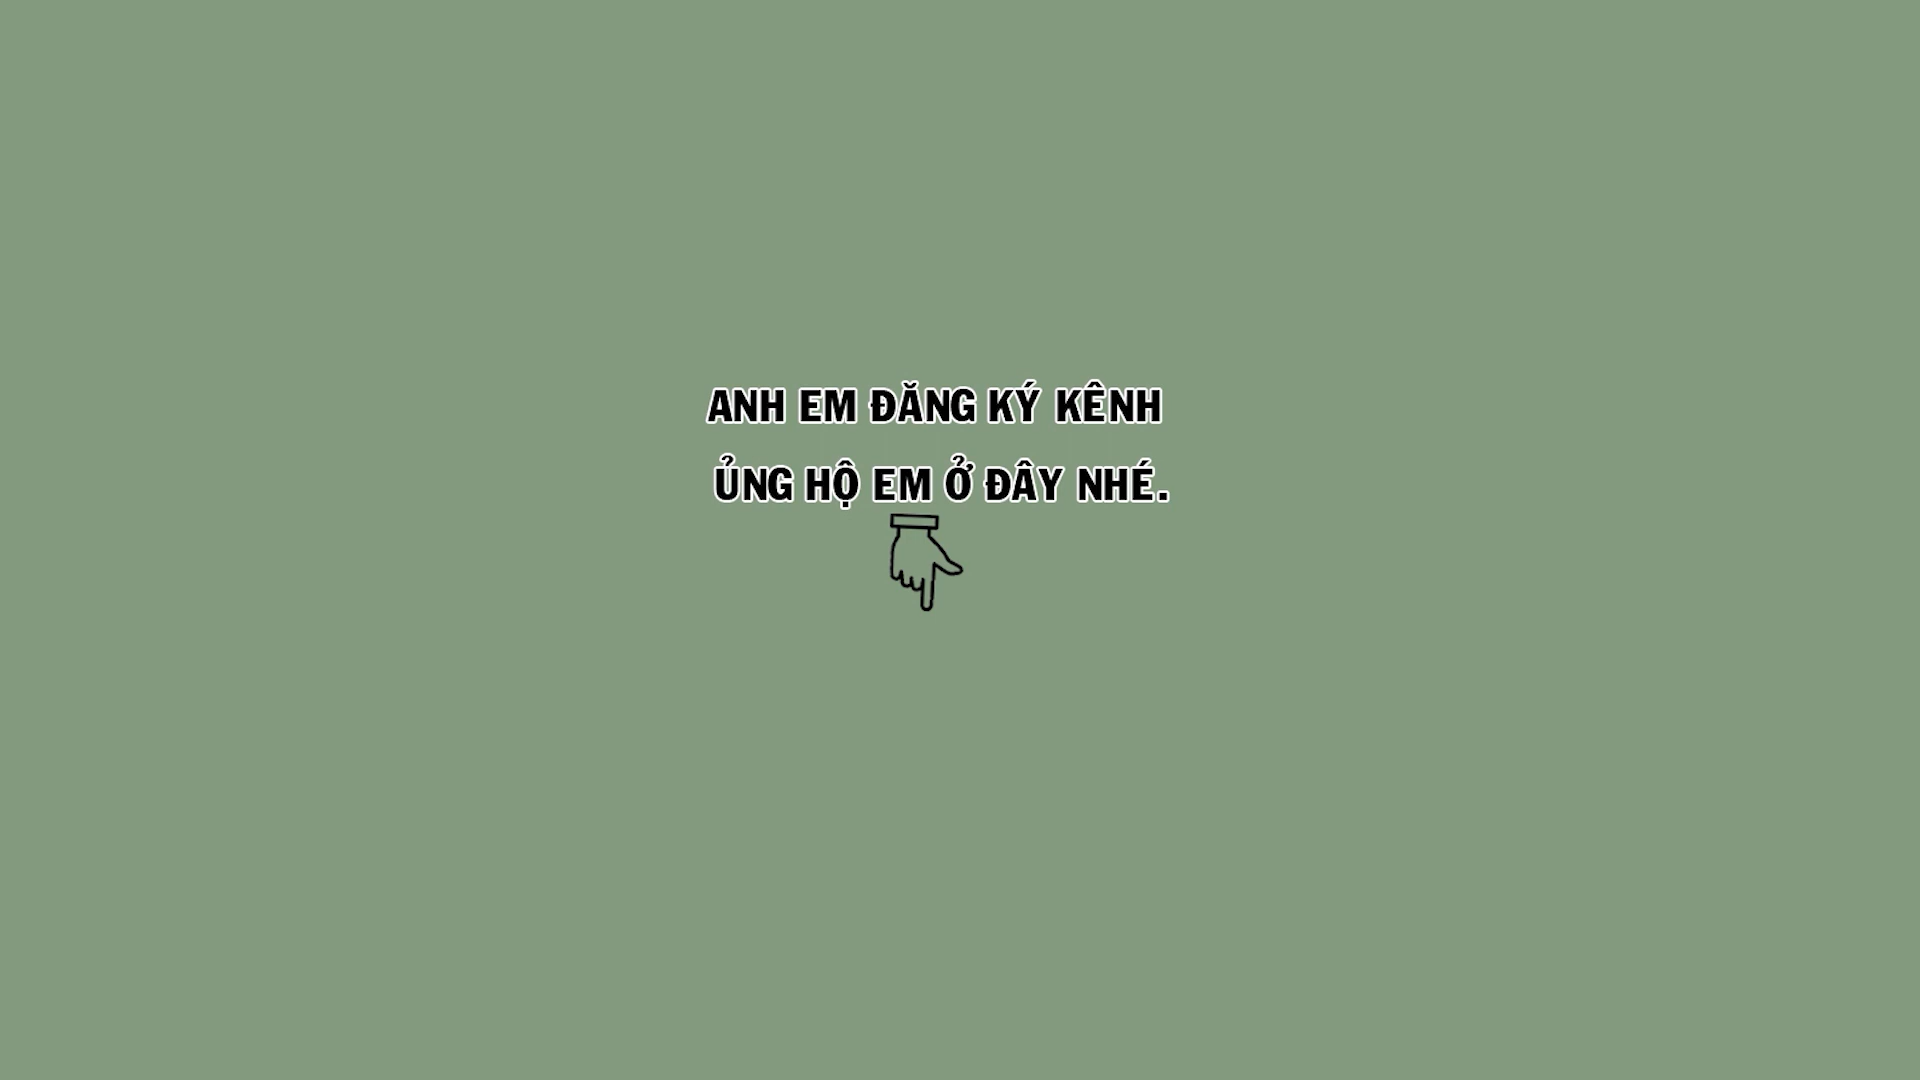 ANH EM ĐĂNG KÝ KÊNH
ỦNG HỘ EM Ở ĐÂY NHÉ.